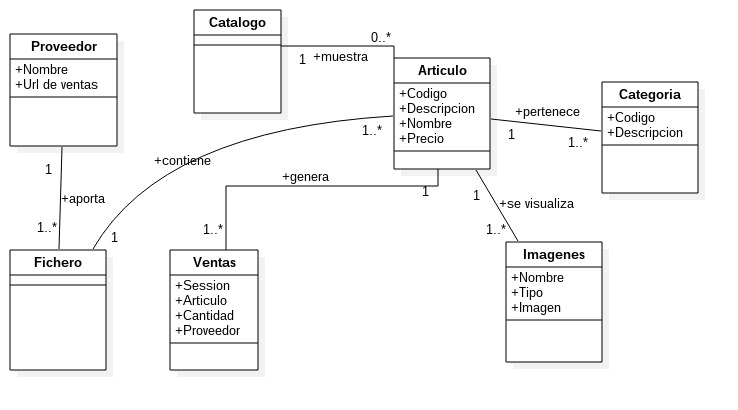 Catalogo
Proveedor
+Nombre
+Url de ventas
0..*
1
+muestra
Articulo
+Codigo
+Descripcion
+Nombre
+Precio
Categoria
+Codigo
+Descripcion
+pertenece
1
1..*
1..*
+contiene
1
+aporta
1..*
1
+genera
1
1..*
1
+se visualiza
1..*
Fichero
Ventas
+Session
+Articulo
+Cantidad
+Proveedor
Imagenes
+Nombre
+Tipo
+Imagen